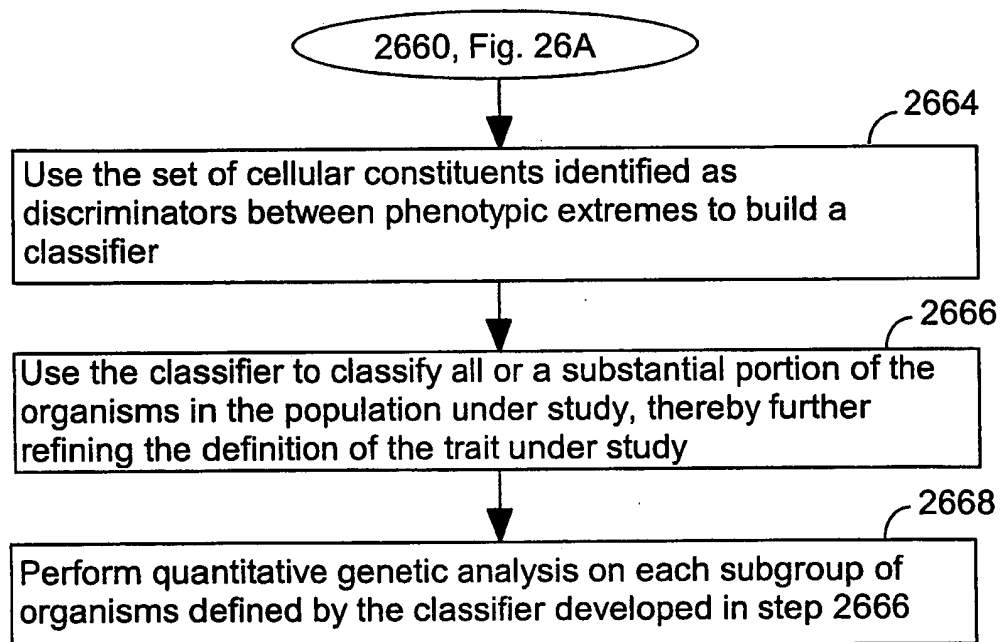 2660, Fig. 26A
2664
Use the set of cellular constituents identified as
discriminators between phenotypic extremes to build a
classifier
2666
Use the classifier to classify all or a substantial portion of the
organisms in the population under study, thereby further
refining the definition of the trait under study
2668
Perform quantitative genetic analysis on each subgroup of
organisms defined by the classifier developed in step 2666